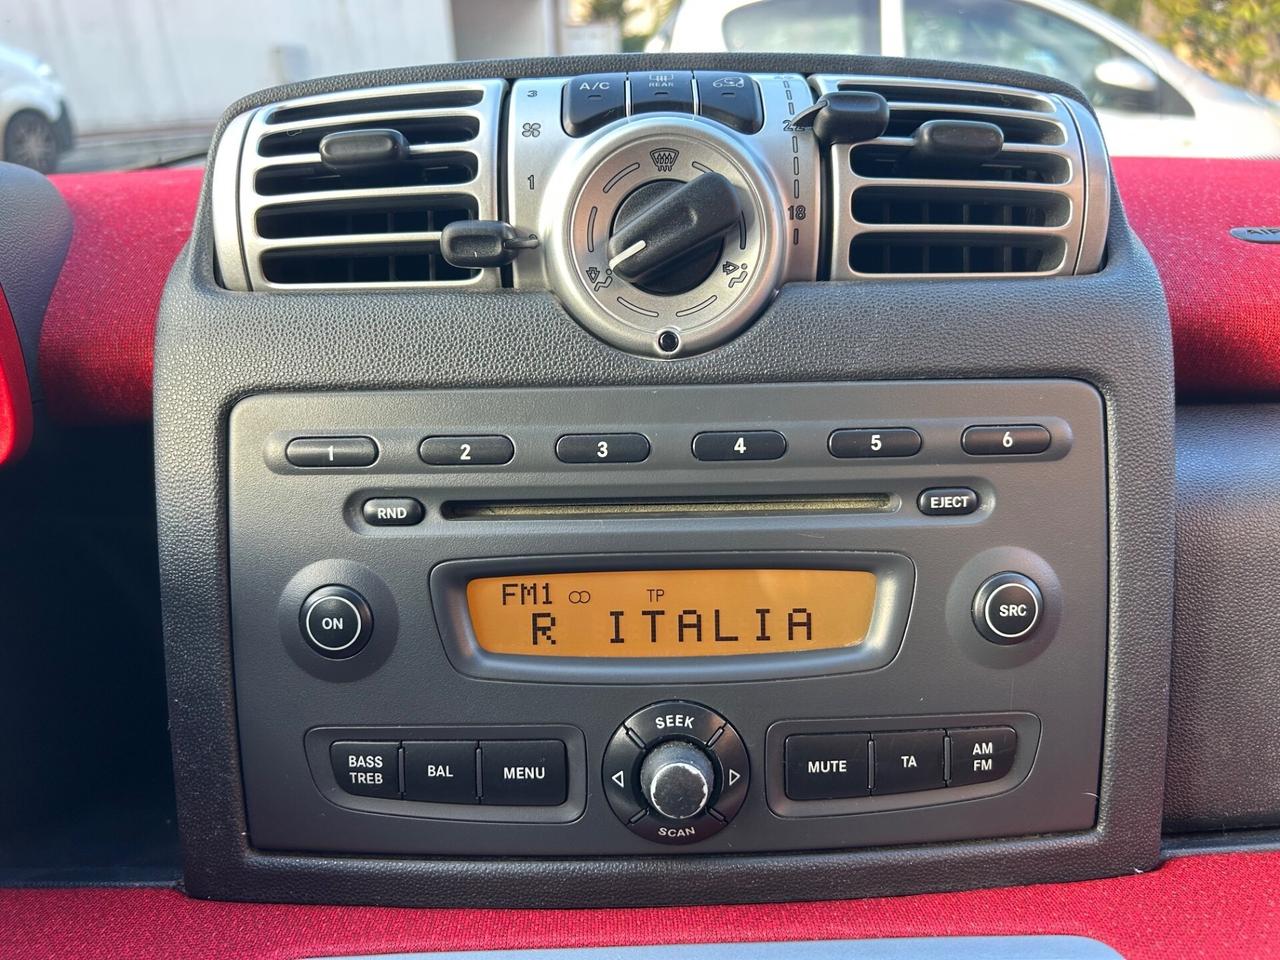 A/C
REAR
3
22
1
18
1 2 3 4 5 6
RND
EJECT
FM1 TP
R ITALIA
ON
SRC
SEEK
BASS
TREB
BAL
MENU
MUTE
TA
AM
FM
SCAN